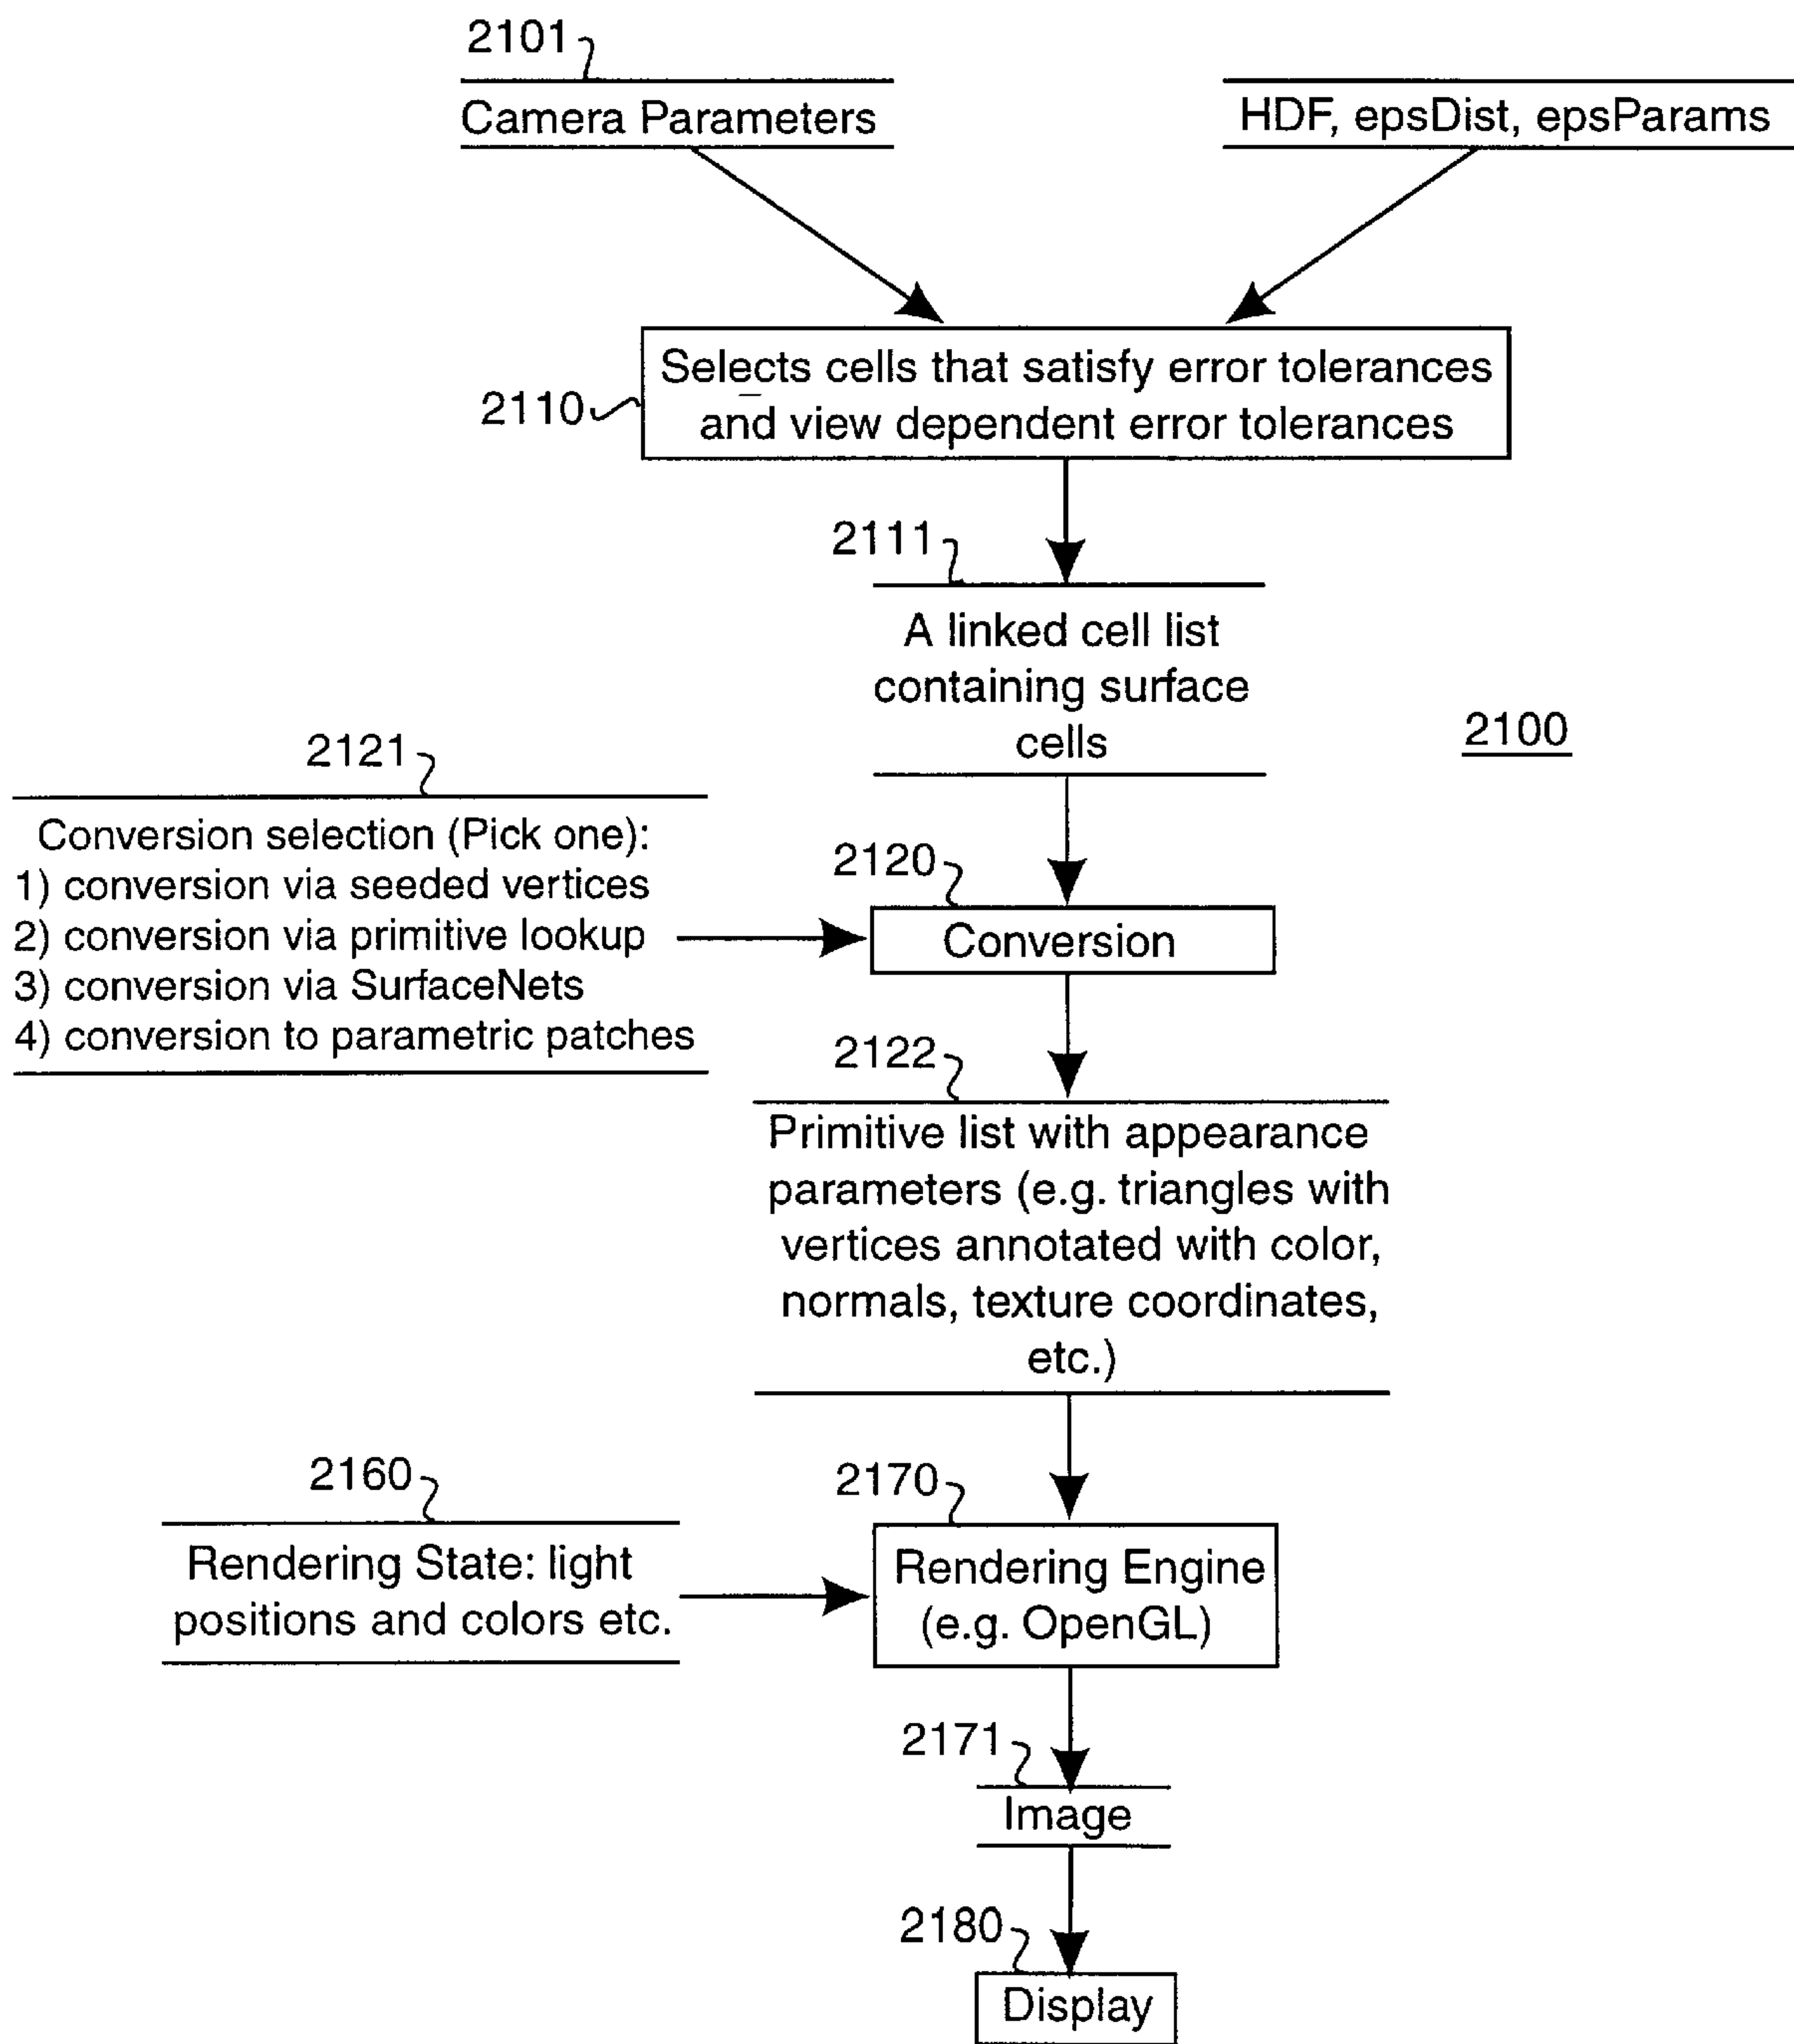 2101
Camera Parameters
HDF, epsDist, epsParams
Selects cells that satisfy error tolerances
and view dependent error tolerances
2110
2111
A linked cell list
containing surface
cells
2100
2121
Conversion selection (Pick one):
1) conversion via seeded vertices
2) conversion via primitive lookup
3) conversion via SurfaceNets
4) conversion to parametric patches
2120
Conversion
2122
Primitive list with appearance
parameters (e.g. triangles with
vertices annotated with color,
normals, texture coordinates,
etc.)
2160
Rendering State: light
positions and colors etc.
2170
Rendering Engine
(e.g. OpenGL)
2171
Image
2180
Display